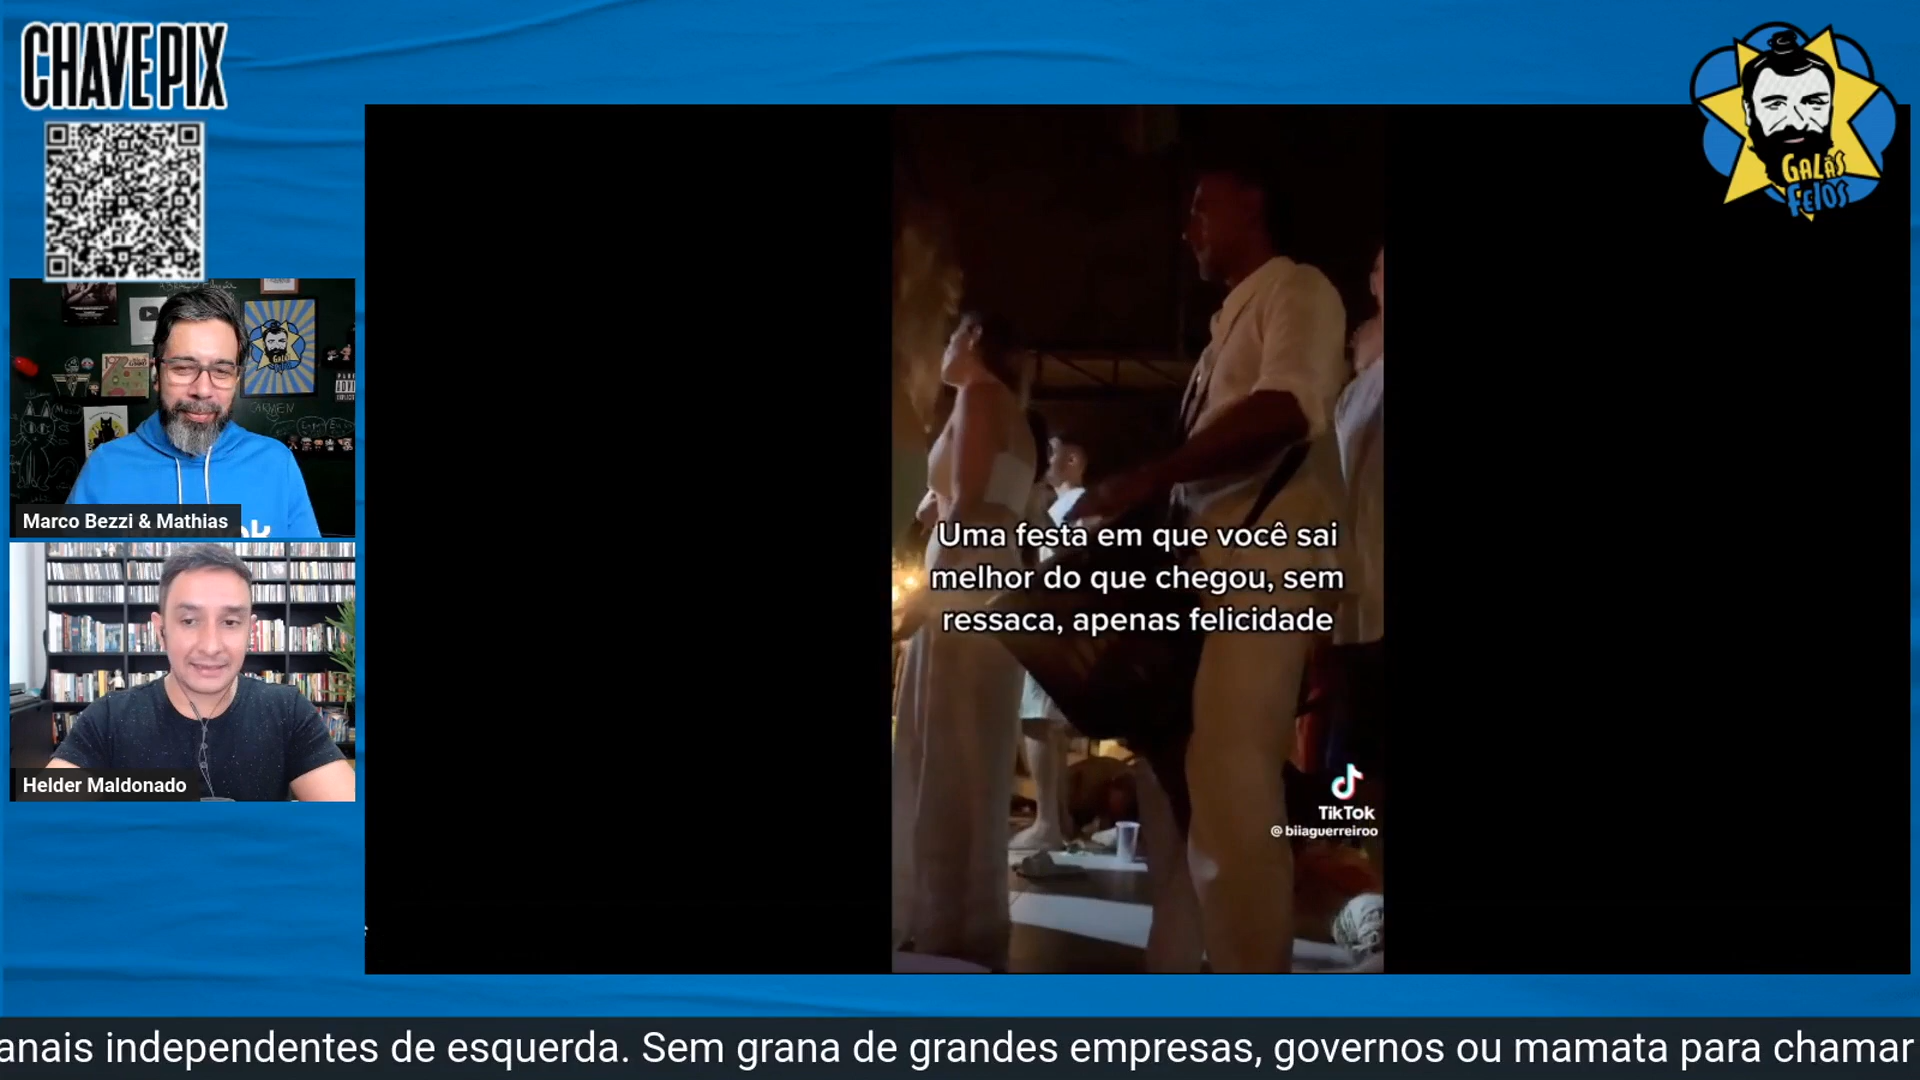 CHAVE PIX
GALÃS
FEIOS
Marco Bezzi & Mathias
Helder Maldonado
Uma festa em que você sai
melhor do que chegou, sem
ressaca, apenas felicidade
TikTok
@biiaguerreiroo
anais independentes de esquerda. Sem grana de grandes empresas, governos ou mamata para chamar